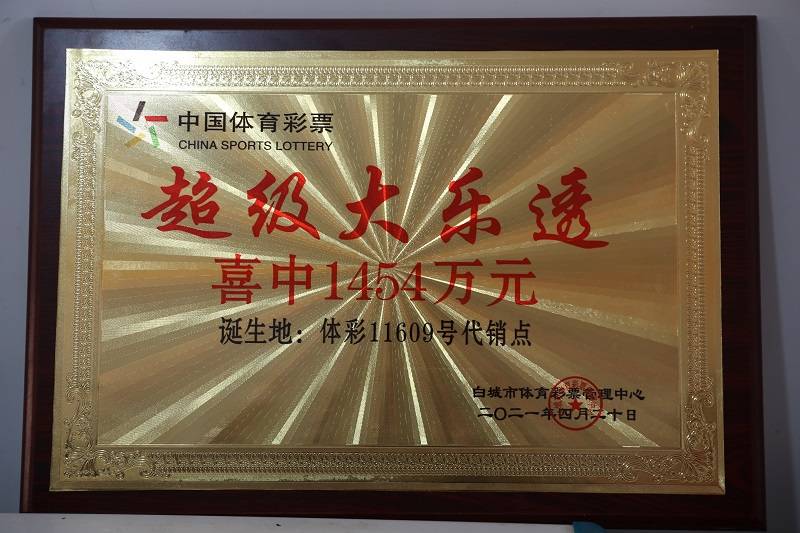 中国体育彩票
CHINA SPORTS LOTTERY
超级大乐透
喜中1454万元
诞生地：体彩11609号代销点
白城市体育彩票管理中心
二〇二一年四月二十日